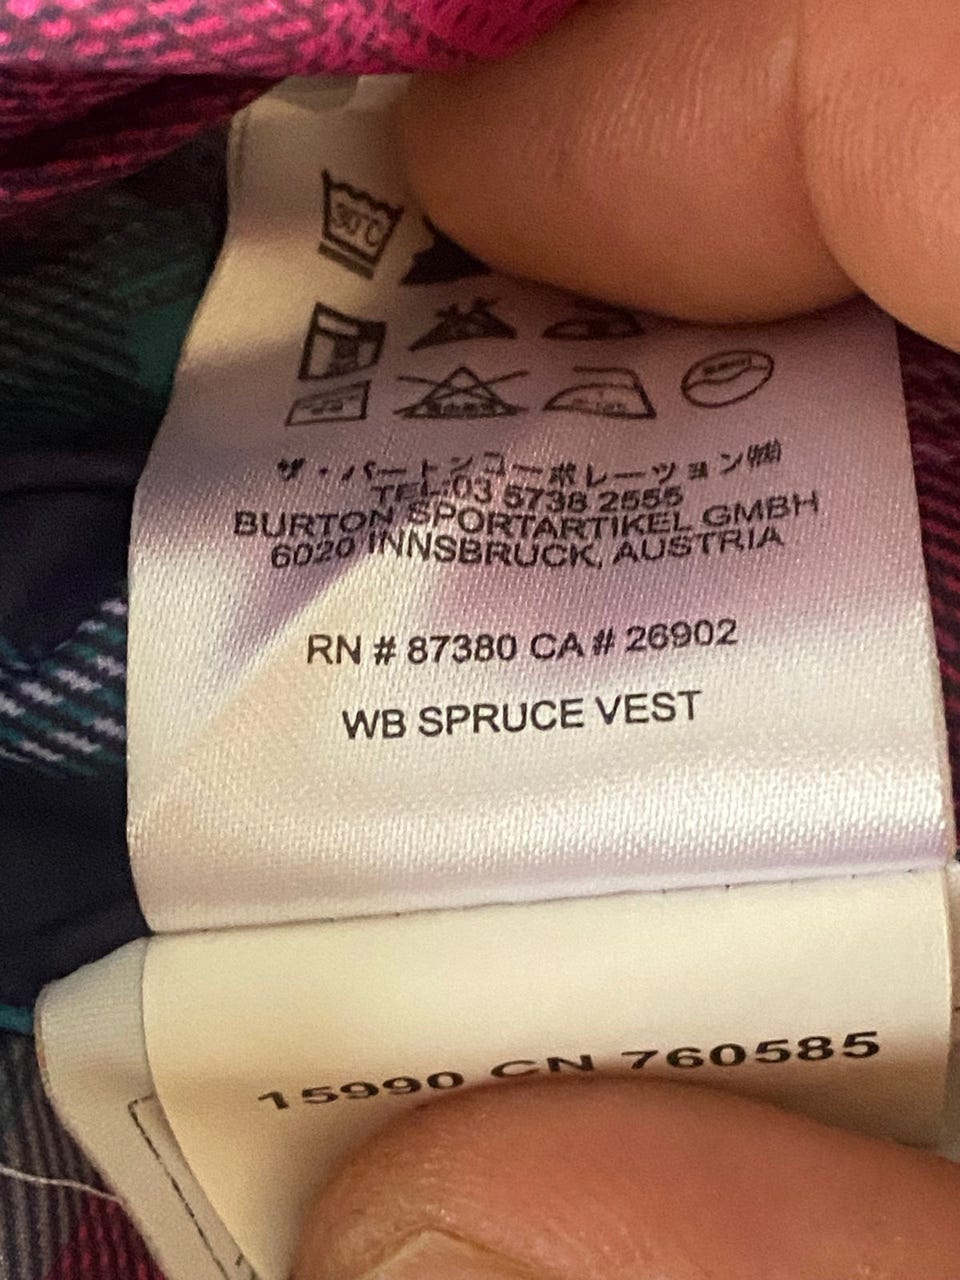 30°C
ザ・バートンコーポレーション㈱
TEL:03 5738 2555
BURTON SPORTARTIKEL GMBH
6020 INNSBRUCK, AUSTRIA
RN # 87380 CA # 26902
WB SPRUCE VEST
15990 CN 760585